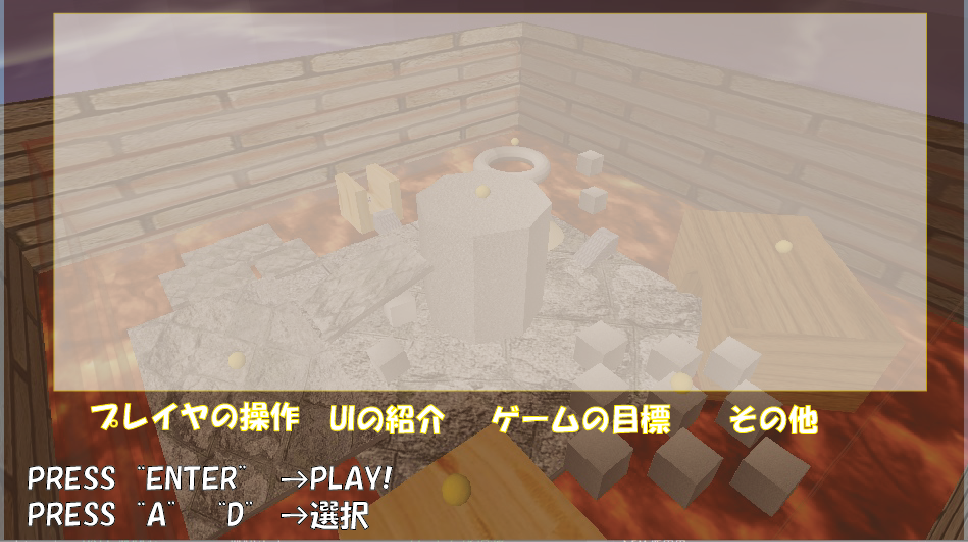 プレイヤの操作 UIの紹介 ゲームの目標 その他
PRESS "ENTER" →PLAY!
PRESS "A" "D" →選択